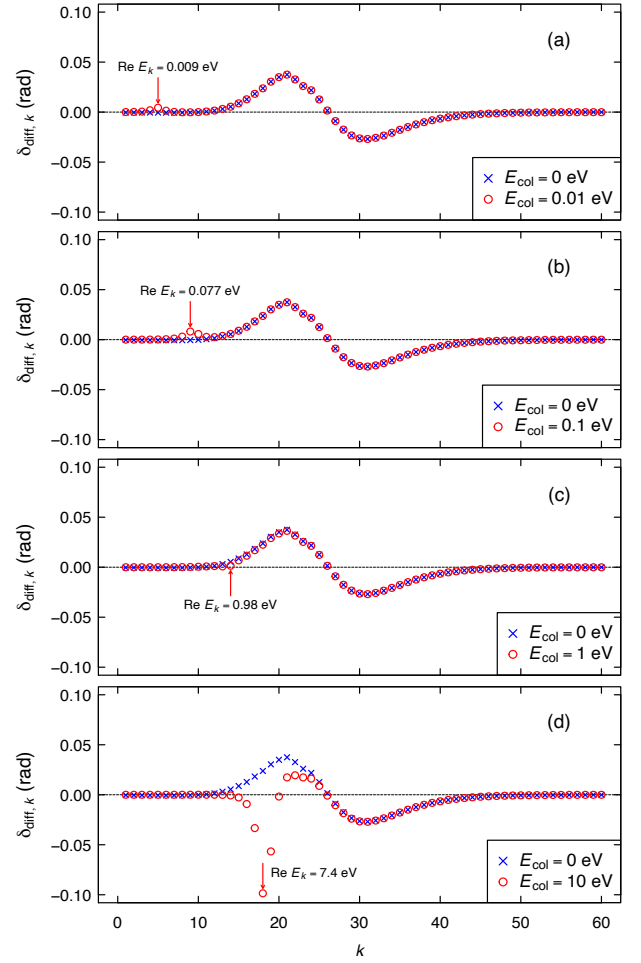 (a)
0.05
0.00
−0.05
−0.10
δdiff, k (rad)
Re Ek = 0.009 eV
Ecol = 0 eV
Ecol = 0.01 eV
(b)
0.10
0.05
0.00
−0.05
−0.10
δdiff, k (rad)
Re Ek = 0.077 eV
Ecol = 0 eV
Ecol = 0.1 eV
(c)
0.10
0.05
0.00
−0.05
−0.10
δdiff, k (rad)
Re Ek = 0.98 eV
Ecol = 0 eV
Ecol = 1 eV
(d)
0.10
0.05
0.00
−0.05
−0.10
δdiff, k (rad)
Re Ek = 7.4 eV
Ecol = 0 eV
Ecol = 10 eV
0 10 20 30 40 50 60
k
0.10